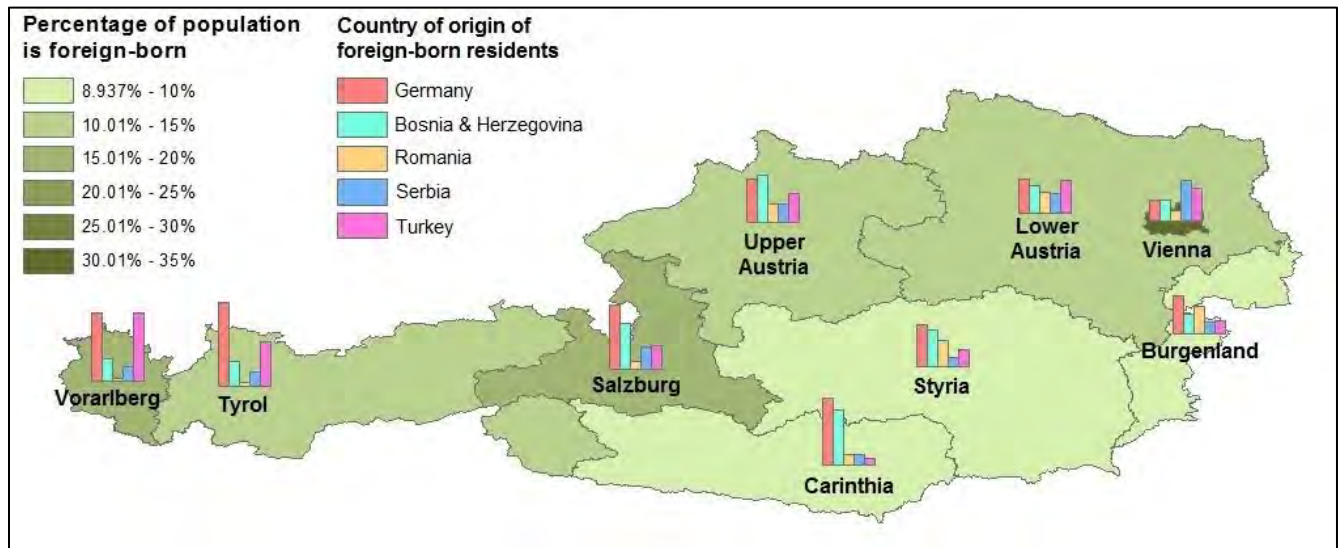 Percentage of population
is foreign-born
8.937% - 10%
10.01% - 15%
15.01% - 20%
20.01% - 25%
25.01% - 30%
30.01% - 35%
Country of origin of
foreign-born residents
Germany
Bosnia & Herzegovina
Romania
Serbia
Turkey
Upper
Austria
Lower
Austria
Vienna
Burgenland
Vorarlberg
Tyrol
Salzburg
Styria
Carinthia